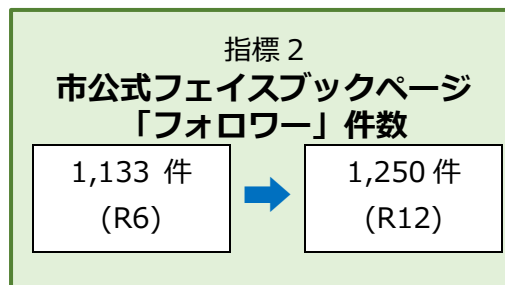 指標２
市公式フェイスブックページ
「フォロワー」件数
1,133 件
(R6)
1,250 件
(R12)